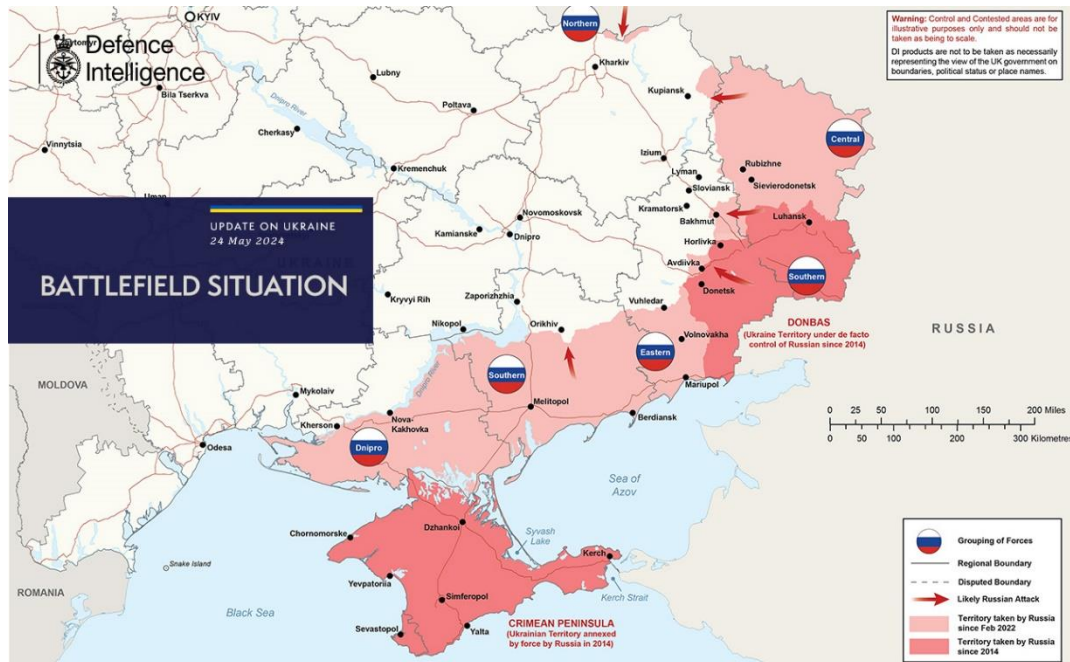 KYIV
Zhytomyr
Defence
Intelligence
Bila Tserkva
Vinnytsia
Uman
Cherkasy
Dnipro River
Lubny
Poltava
Kremenchuk
Northern
Kharkiv
Kupiansk
Central
Warning: Control and Contested areas are for
illustrative purposes only and should not be
taken as being to scale.
DI products are not to be taken as necessarily
representing the view of the UK government on
boundaries, political status or place names.
Izium
Lyman
Sloviansk
Kramatorsk
Bakhmut
Rubizhne
Sievierodonetsk
Luhansk
Horlivka
Avdiivka
Donetsk
Southern
UPDATE ON UKRAINE
24 May 2024
BATTLEFIELD SITUATION
Novomoskovsk
Kamianske
Dnipro
Kryvyi Rih
Zaporizhzhia
Nikopol
Orikhiv
Vuhledar
Volnovakha
Eastern
DONBAS
(Ukraine Territory under de facto
control of Russian since 2014)
RUSSIA
MOLDOVA
Mykolaiv
Kherson
Odesa
Nova-
Kakhovka
Dnipro River
Southern
Melitopol
Mariupol
Berdiansk
Dnipro
Sea of
Azov
0 25 50 100 150 200 Miles
0 50 100 200 300 Kilometres
Chornomorske
Dzhankoi
Syvash
Lake
Kerch
Kerch Strait
Snake Island
ROMANIA
Black Sea
Yevpatoriia
Simferopol
Sevastopol
Yalta
CRIMEAN PENINSULA
(Ukrainian Territory annexed
by force by Russia in 2014)
Grouping of Forces
Regional Boundary
Disputed Boundary
Likely Russian Attack
Territory taken by Russia
since Feb 2022
Territory taken by Russia
since 2014